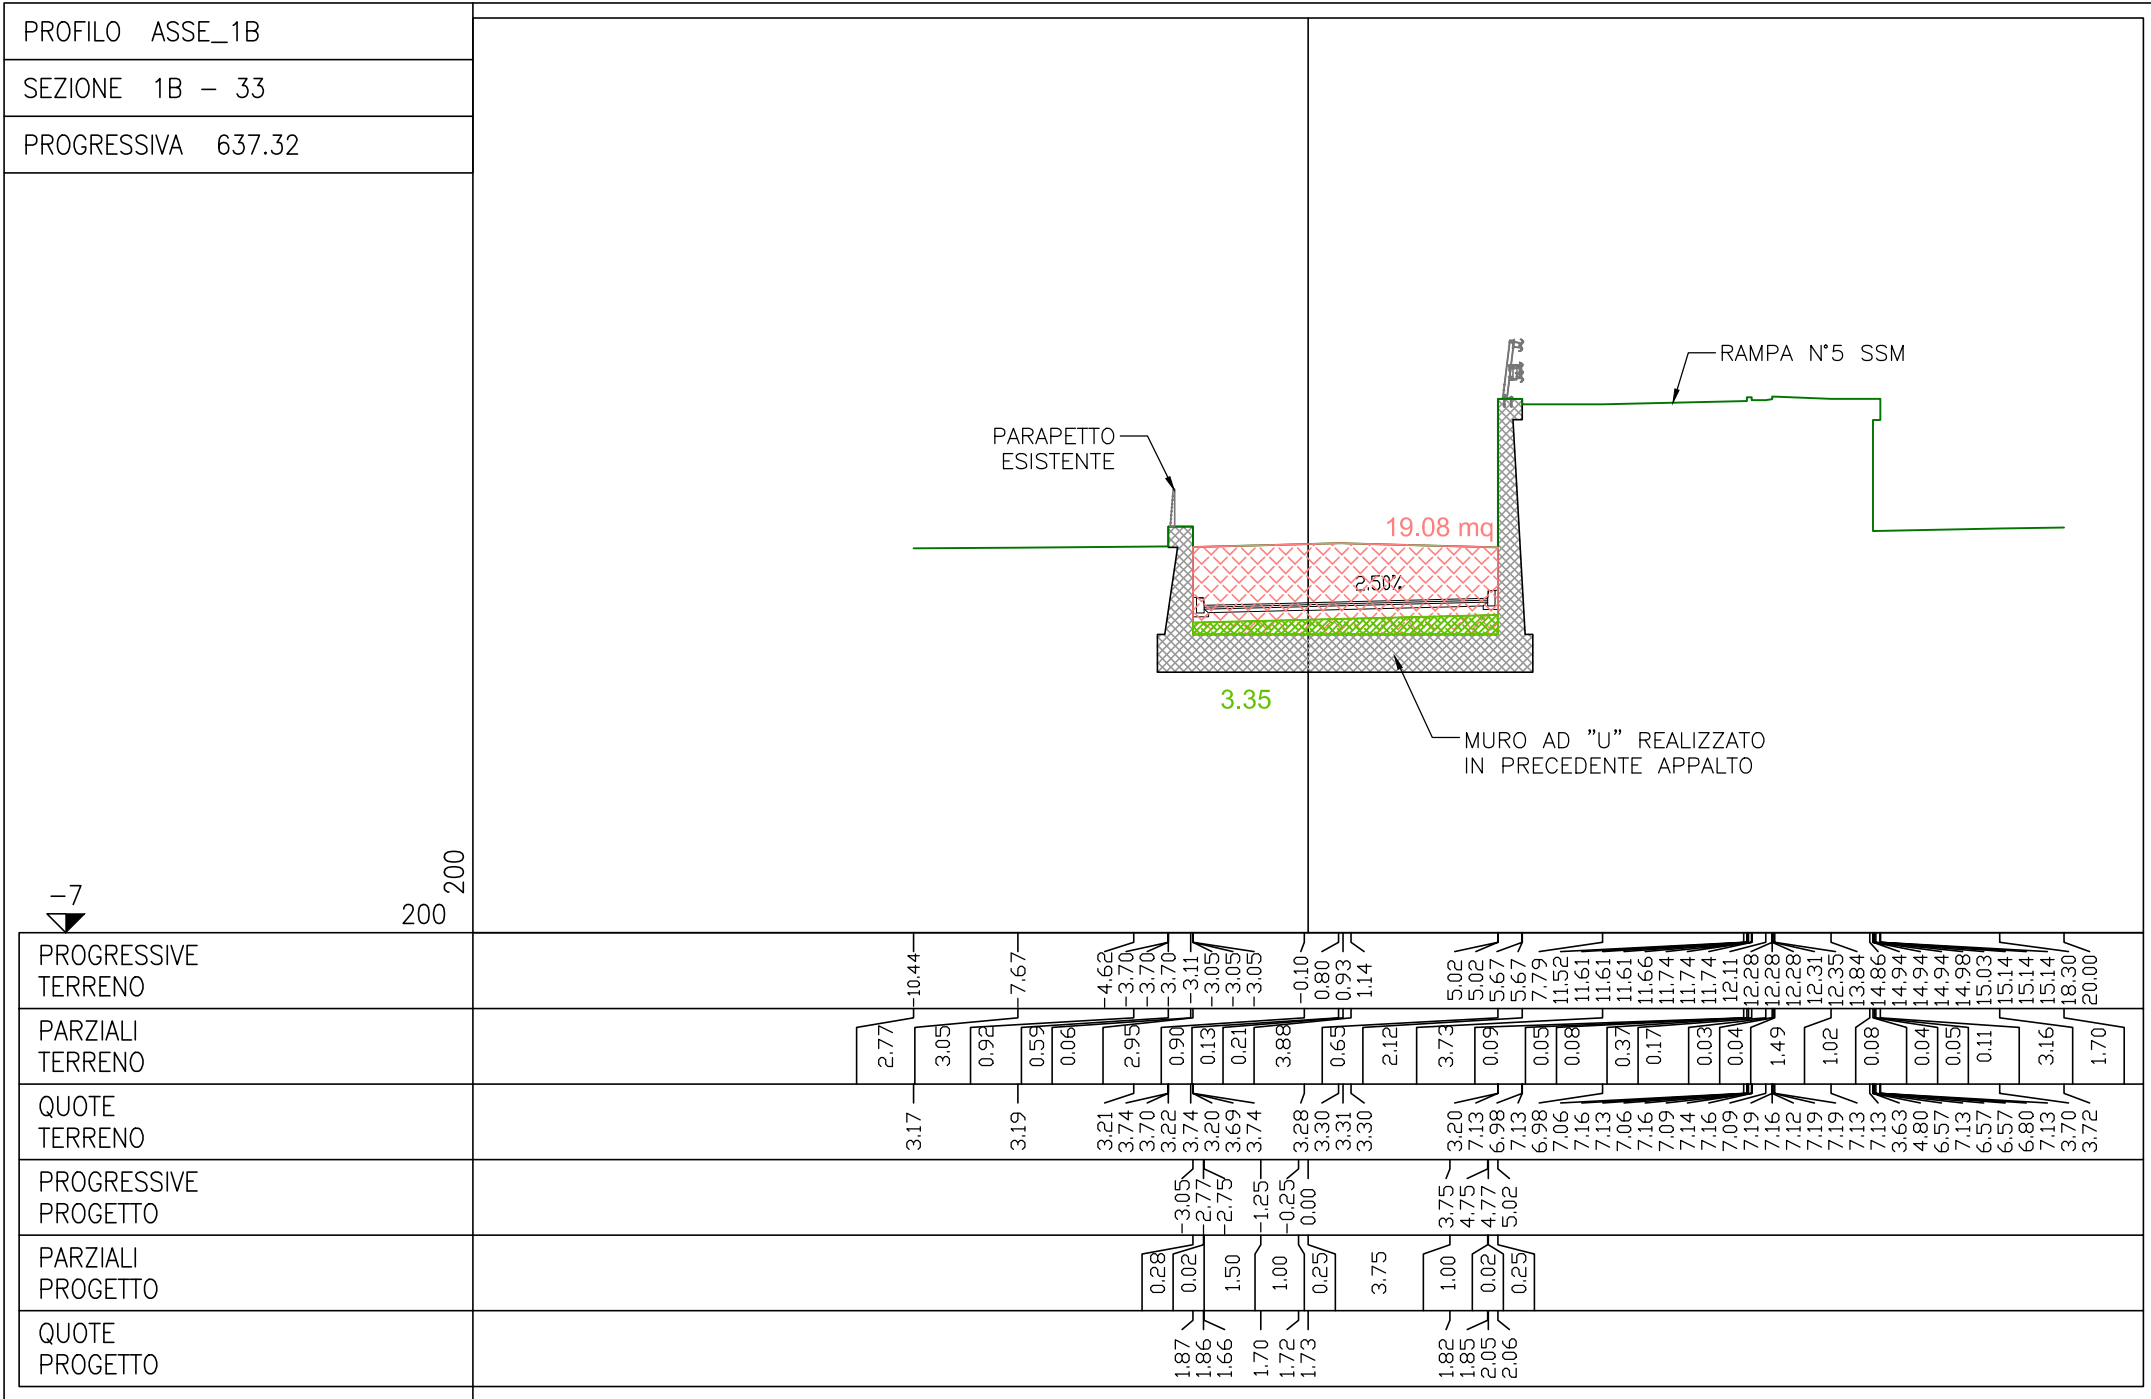 PROFILO ASSE_1B
SEZIONE 1B - 33
PROGRESSIVA 637.32
RAMPA N°5 SSM
PARAPETTO
ESISTENTE
19.08 mq
2.50%
3.35
MURO AD "U" REALIZZATO
IN PRECEDENTE APPALTO
200
-7
200
PROGRESSIVE
TERRENO
-10.44 -7.67 -4.62 -3.70 -3.70 -3.70 -3.11 -3.05 -3.05 -3.05 -0.10 0.80 0.93 1.14 5.02 5.02 5.67 5.67 7.79 11.52 11.61 11.61 11.61 11.66 11.74 11.74 11.74 12.11 12.28 12.28 12.28 12.31 12.35 13.84 14.86 14.94 14.94 14.94 14.98 15.03 15.14 15.14 15.14 18.30 20.00
PARZIALI
TERRENO
2.77 3.05 0.92 0.59 0.06 2.95 0.90 0.13 0.21 3.88 0.65 2.12 3.73 0.09 0.05 0.08 0.37 0.17 0.03 0.04 1.49 1.02 0.08 0.04 0.05 0.11 3.16 1.70
QUOTE
TERRENO
3.17 3.19 3.21 3.74 3.70 3.22 3.74 3.20 3.69 3.74 3.28 3.30 3.31 3.30 3.20 7.13 6.98 7.13 6.98 7.06 7.16 7.13 7.06 7.16 7.09 7.14 7.16 7.09 7.19 7.16 7.12 7.19 7.19 7.13 7.13 3.63 4.80 6.57 7.13 6.57 6.57 6.80 7.13 3.70 3.72
PROGRESSIVE
PROGETTO
-3.05 -2.77 -2.75 -1.25 -0.25 0.00 3.75 4.75 4.77 5.02
PARZIALI
PROGETTO
0.28 0.02 1.50 1.00 0.25 3.75 1.00 0.02 0.25
QUOTE
PROGETTO
1.87 1.86 1.66 1.70 1.72 1.73 1.82 1.85 2.05 2.06